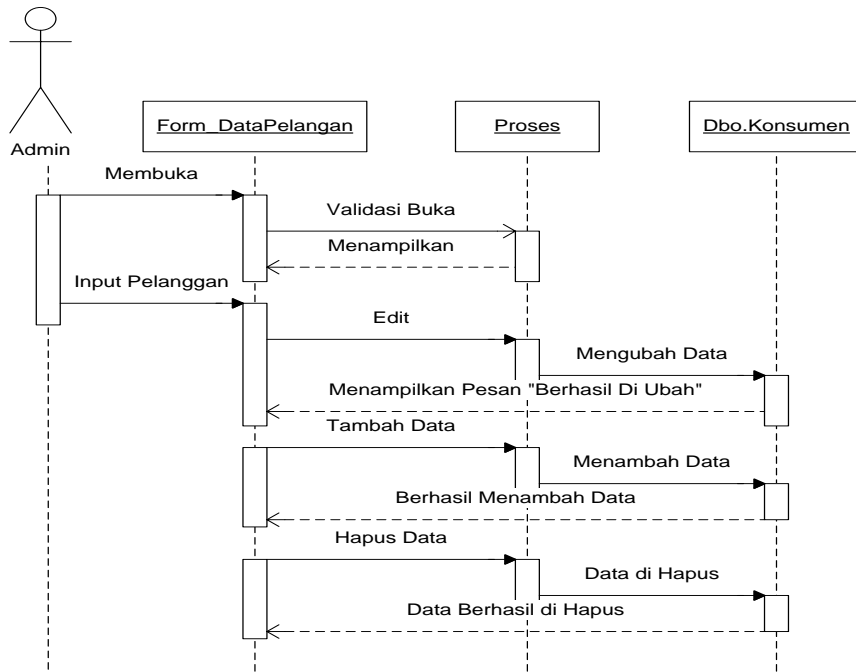 Form_DataPelangan
Proses
Dbo.Konsumen
Admin
Membuka
Validasi Buka
Menampilkan
Input Pelanggan
Edit
Mengubah Data
Menampilkan Pesan "Berhasil Di Ubah"
Tambah Data
Menambah Data
Berhasil Menambah Data
Hapus Data
Data di Hapus
Data Berhasil di Hapus